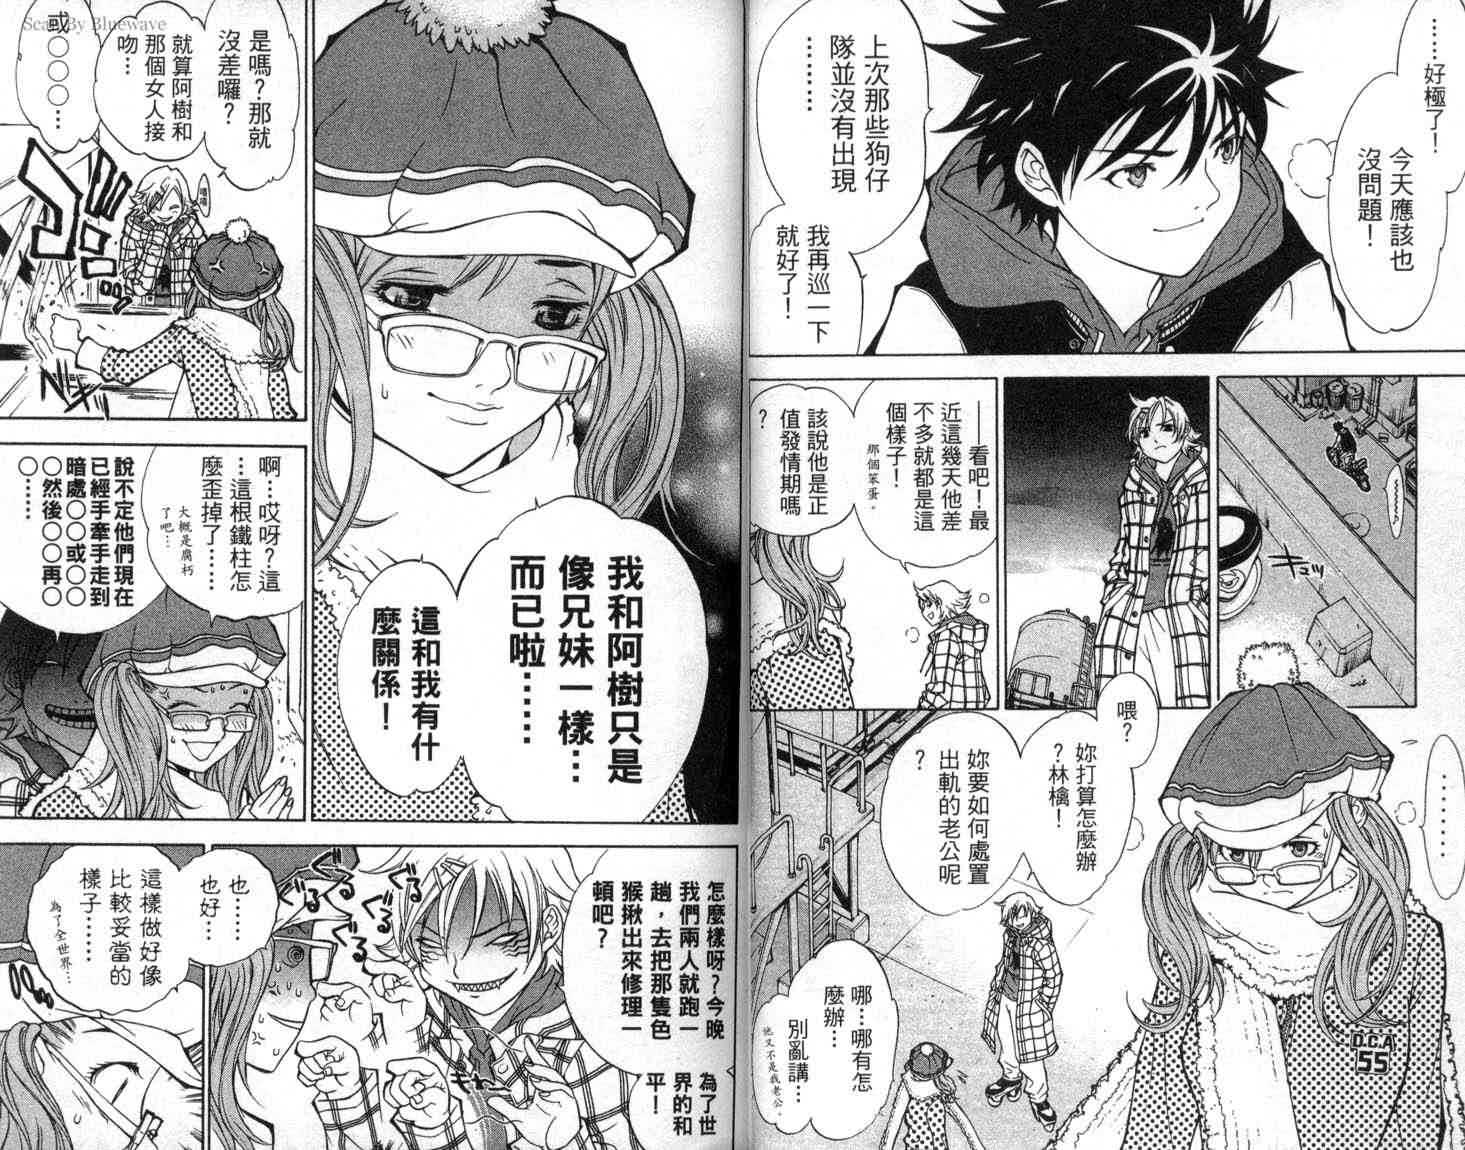 ……好極了！
今天應該也
沒問題！
上次那些狗仔
隊並沒有出現
………
我再巡一下
就好了！
キュッ
——看吧！最
近這幾天他差
不多就都是這
個樣子！
那個笨蛋。
該說他是正
值發情期嗎
？
………
喂？
妳打算怎麼辦
？林檎！
妳要如何處置
出軌的老公呢
？
D.C.A
55
哪…哪有怎
麼辦…
別亂講…
他又不是我老公。
我和阿樹只是
像兄妹一樣…
而已啦……
這和我有什
麼關係！
是嗎？那就
沒差囉？
就算阿樹和
那個女人接
吻…
或○○○…
啊…哎呀？這
…這根鐵柱怎
麼歪掉了……
大概是腐朽
了吧…
說不定他們現在
已經手牽手走到
暗處○○或○○
○然後○○再○
○……
怎麼樣呀？今晚
我們兩人就跑一
趟，去把那隻色
猴揪出來修理一
頓吧？
為了世
界的和
平！
也……
也好…
這樣做好像
比較妥當的
樣子……
為了全世界…
Scan By Bluewave